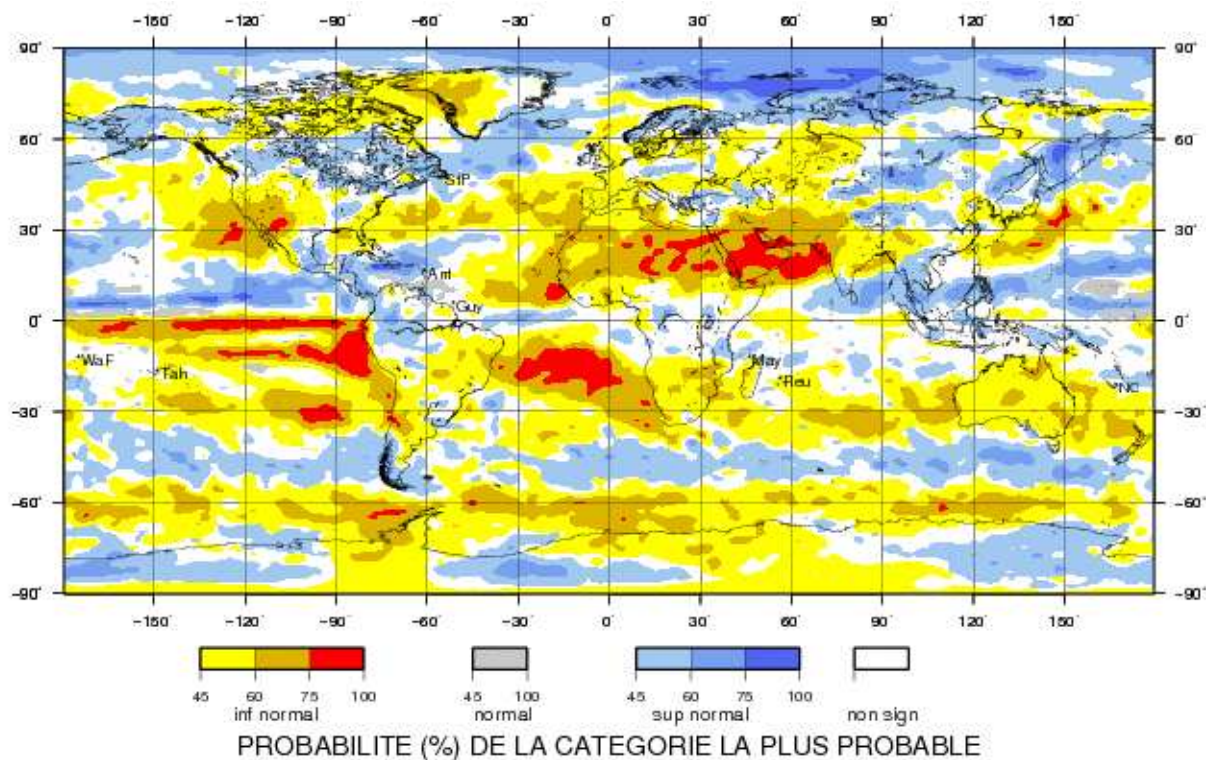 −150˚ −120˚ −90˚ −60˚ −30˚ 0˚ 30˚ 60˚ 90˚ 120˚ 150˚
90˚ 90˚
60˚ 60˚
StP
30˚ 30˚
Ant
Guy
0˚ 0˚
WaF Tah May Reu NC
−30˚ −30˚
−60˚ −60˚
−90˚ −90˚
−150˚ −120˚ −90˚ −60˚ −30˚ 0˚ 30˚ 60˚ 90˚ 120˚ 150˚
45 60 75 100 45 100 45 60 75 100
inf normal normal sup normal non sign
PROBABILITE (%) DE LA CATEGORIE LA PLUS PROBABLE